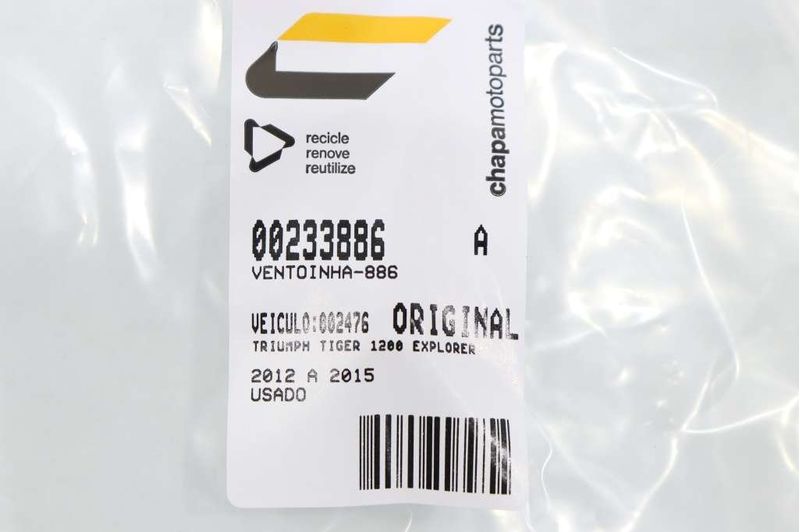 chapamotoparts
recicle
renove
reutilize
00233886 A
VENTOINHA-886
VEICULO:002476 ORIGINAL
TRIUMPH TIGER 1200 EXPLORER
2012 A 2015
USADO